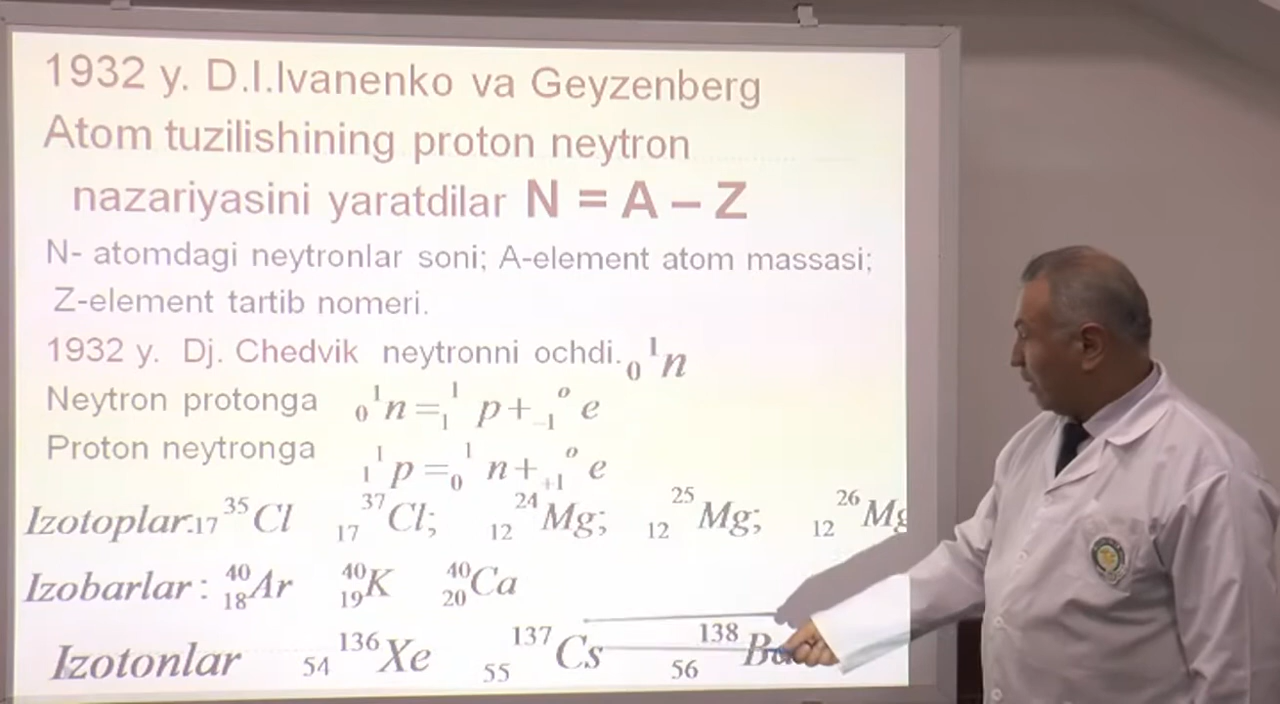 1932 y. D.I.Ivanenko va Geyzenberg
Atom tuzilishining proton neytron
nazariyasini yaratdilar N = A – Z
N- atomdagi neytronlar soni; A-element atom massasi;
Z-element tartib nomeri.
1932 y. Dj. Chedvik neytronni ochdi. ₀¹n
Neytron protonga ₀¹n = ₁¹p + ₋₁⁰e
Proton neytronga ₁¹p = ₀¹n + ₊₁⁰e
Izotoplar: ₁₇³⁵Cl ₁₇³⁷Cl; ₁₂²⁴Mg; ₁₂²⁵Mg; ₁₂²⁶Mg
Izobarlar : ₁₈⁴⁰Ar ₁₉⁴⁰K ₂₀⁴⁰Ca
Izotonlar ₅₄¹³⁶Xe ₅₅¹³⁷Cs ₅₆¹³⁸Ba